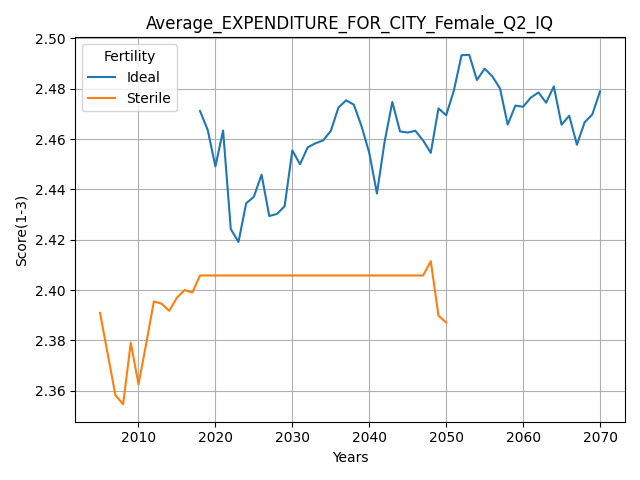 Average_EXPENDITURE_FOR_CITY_Female_Q2_IQ
Fertility
Ideal
Sterile
Score(1-3)
2.50
2.48
2.46
2.44
2.42
2.40
2.38
2.36
2010 2020 2030 2040 2050 2060 2070
Years